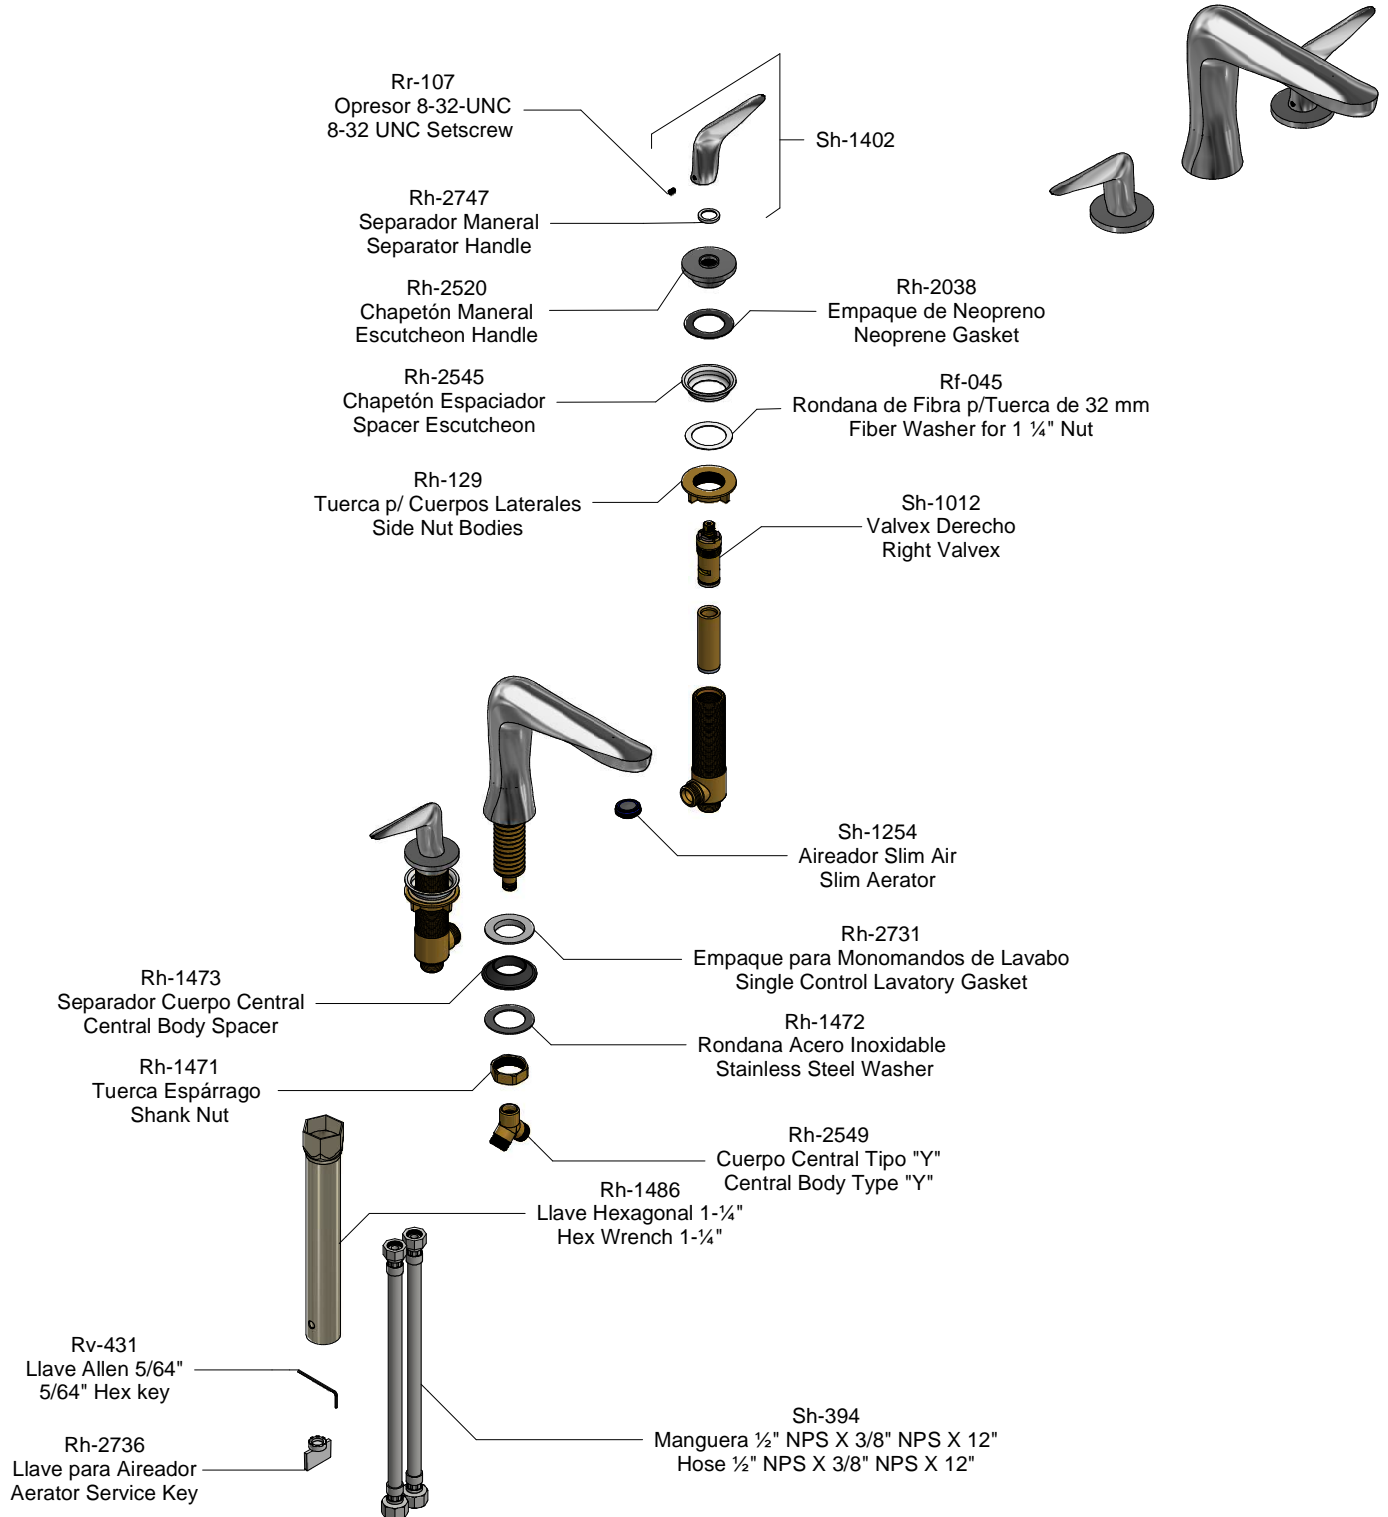 Rr-107
Opresor 8-32-UNC
8-32 UNC Setscrew
Sh-1402
Rh-2747
Separador Maneral
Separator Handle
Rh-2520
Chapetón Maneral
Escutcheon Handle
Rh-2038
Empaque de Neopreno
Neoprene Gasket
Rh-2545
Chapetón Espaciador
Spacer Escutcheon
Rf-045
Rondana de Fibra p/Tuerca de 32 mm
Fiber Washer for 1 ¼" Nut
Rh-129
Tuerca p/ Cuerpos Laterales
Side Nut Bodies
Sh-1012
Valvex Derecho
Right Valvex
Sh-1254
Aireador Slim Air
Slim Aerator
Rh-2731
Empaque para Monomandos de Lavabo
Single Control Lavatory Gasket
Rh-1473
Separador Cuerpo Central
Central Body Spacer
Rh-1472
Rondana Acero Inoxidable
Stainless Steel Washer
Rh-1471
Tuerca Espárrago
Shank Nut
Rh-2549
Cuerpo Central Tipo "Y"
Central Body Type "Y"
Rh-1486
Llave Hexagonal 1-¼"
Hex Wrench 1-¼"
Rv-431
Llave Allen 5/64"
5/64" Hex key
Sh-394
Manguera ½" NPS X 3/8" NPS X 12"
Hose ½" NPS X 3/8" NPS X 12"
Rh-2736
Llave para Aireador
Aerator Service Key